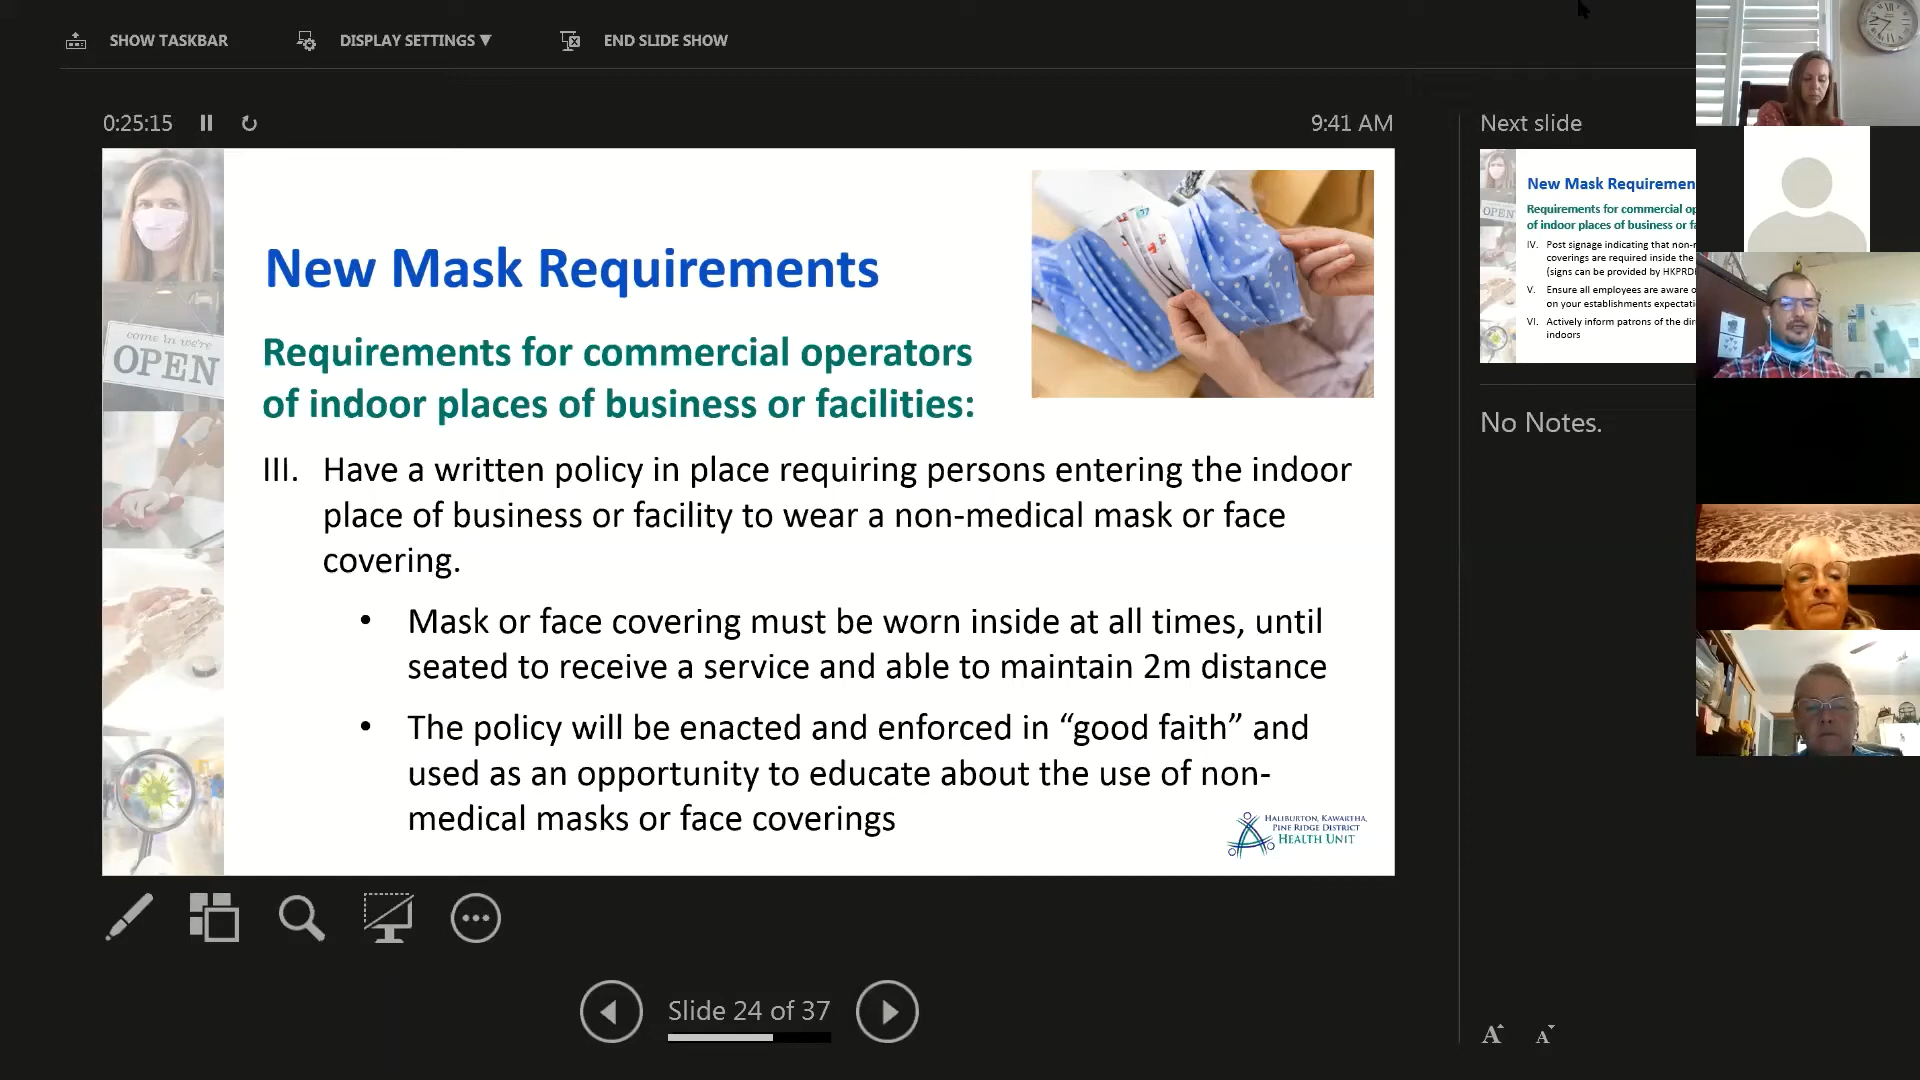 SHOW TASKBAR
DISPLAY SETTINGS ▼
END SLIDE SHOW
0:25:15
9:41 AM
Next slide
come in we're
OPEN
New Mask Requirements
Requirements for commercial operators
of indoor places of business or facilities:
III. Have a written policy in place requiring persons entering the indoor
place of business or facility to wear a non-medical mask or face
covering.
• Mask or face covering must be worn inside at all times, until
seated to receive a service and able to maintain 2m distance
• The policy will be enacted and enforced in “good faith” and
used as an opportunity to educate about the use of non-
medical masks or face coverings
HALIBURTON, KAWARTHA,
PINE RIDGE DISTRICT
HEALTH UNIT
OPEN
New Mask Requiremen
Requirements for commercial op
of indoor places of business or fa
IV. Post signage indicating that non-
coverings are required inside the
(signs can be provided by HKPRD
V. Ensure all employees are aware o
on your establishments expectati
VI. Actively inform patrons of the dir
indoors
No Notes.
Slide 24 of 37
A
A